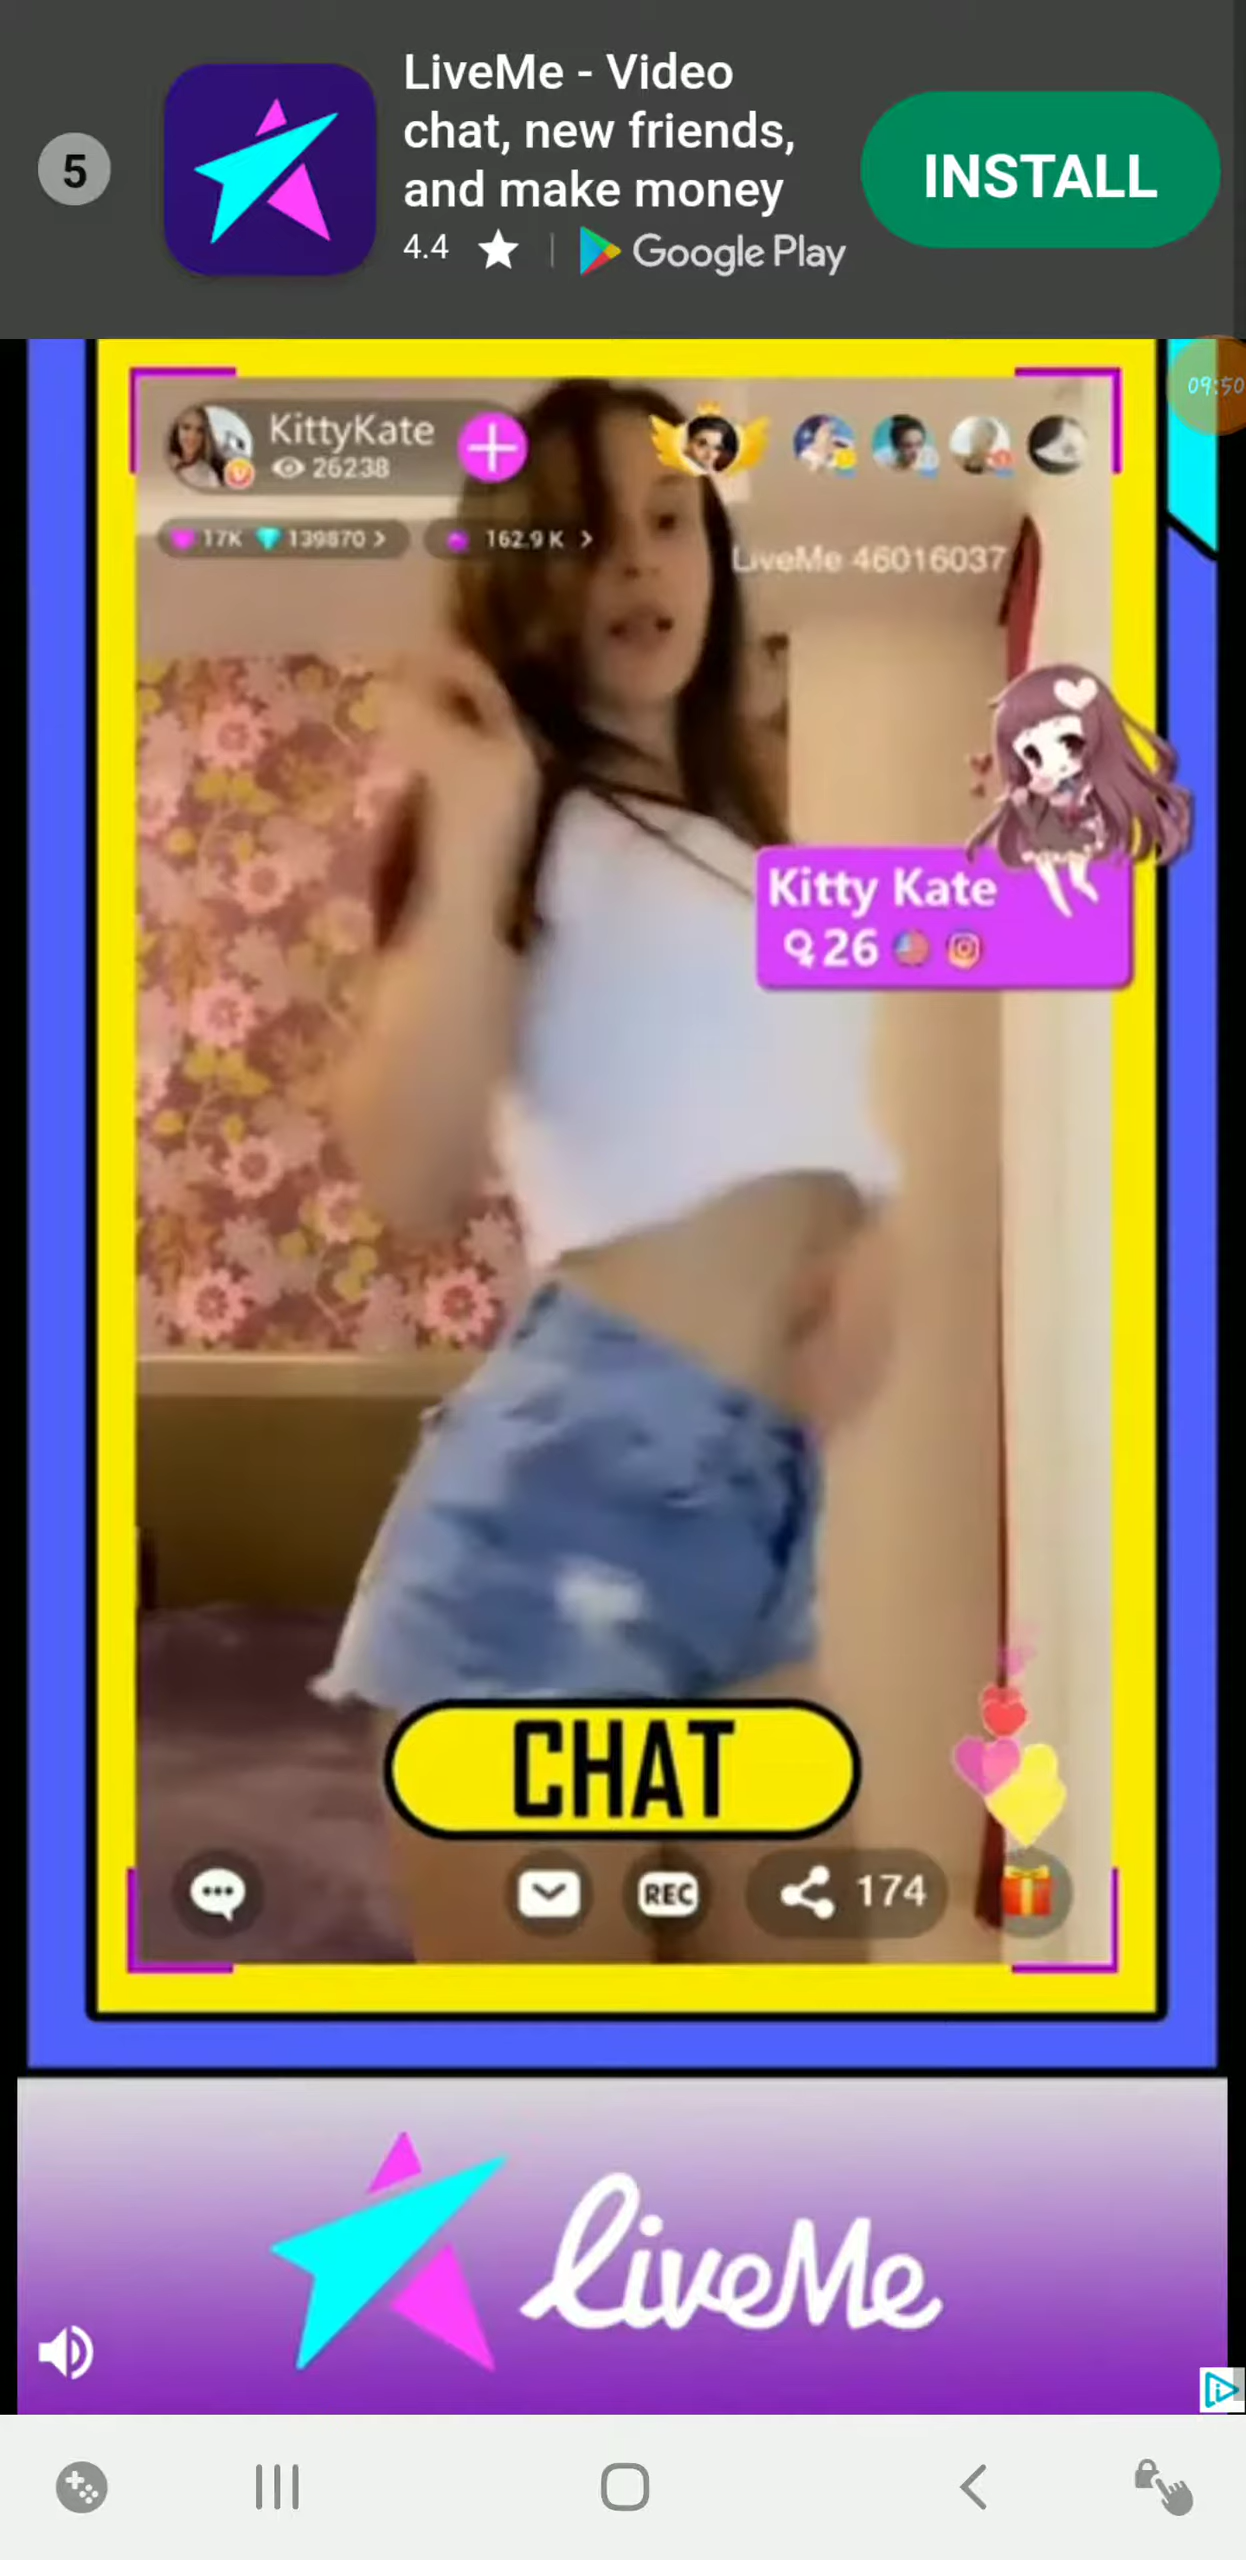 5
LiveMe - Video
chat, new friends,
and make money
4.4
Google Play
INSTALL
09:50
KittyKate
26238
17K 139870 >
162.9 K >
LiveMe 46016037
Kitty Kate
♀26
CHAT
REC
174
liveMe